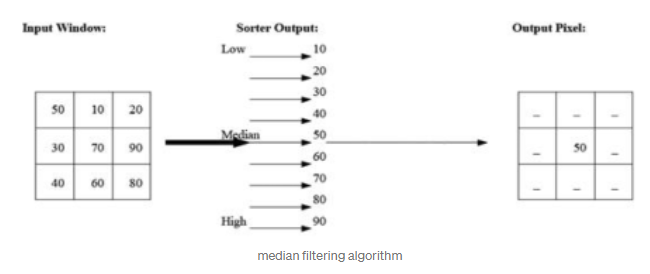 Input Window:
Sorter Output:
Output Pixel:
Low
10
20
30
40
Median
50
60
70
80
High
90
50 10 20
30 70 90
40 60 80
_ _ _
_ 50 _
_ _ _
median filtering algorithm